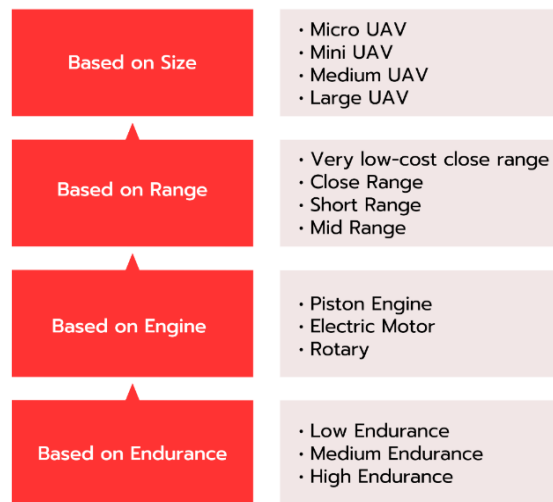 Based on Size
• Micro UAV
• Mini UAV
• Medium UAV
• Large UAV
Based on Range
• Very low-cost close range
• Close Range
• Short Range
• Mid Range
Based on Engine
• Piston Engine
• Electric Motor
• Rotary
Based on Endurance
• Low Endurance
• Medium Endurance
• High Endurance